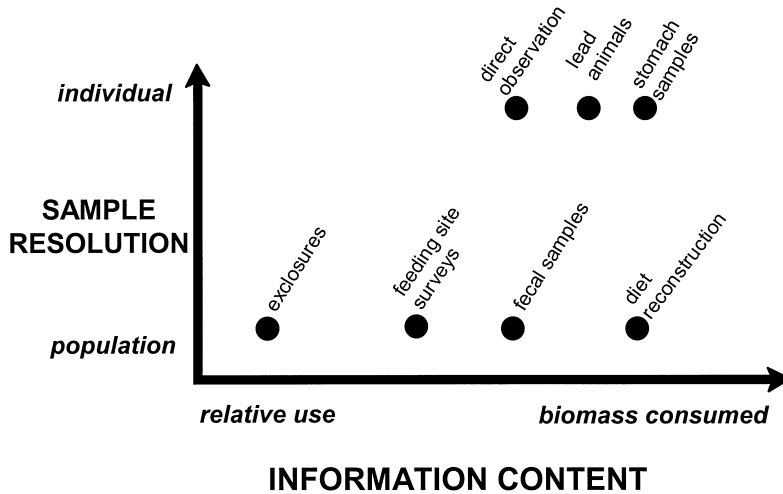 direct
observation
lead
animals
stomach
samples
individual
SAMPLE
RESOLUTION
exclosures
feeding site
surveys
fecal samples
diet
reconstruction
population
relative use
biomass consumed
INFORMATION CONTENT